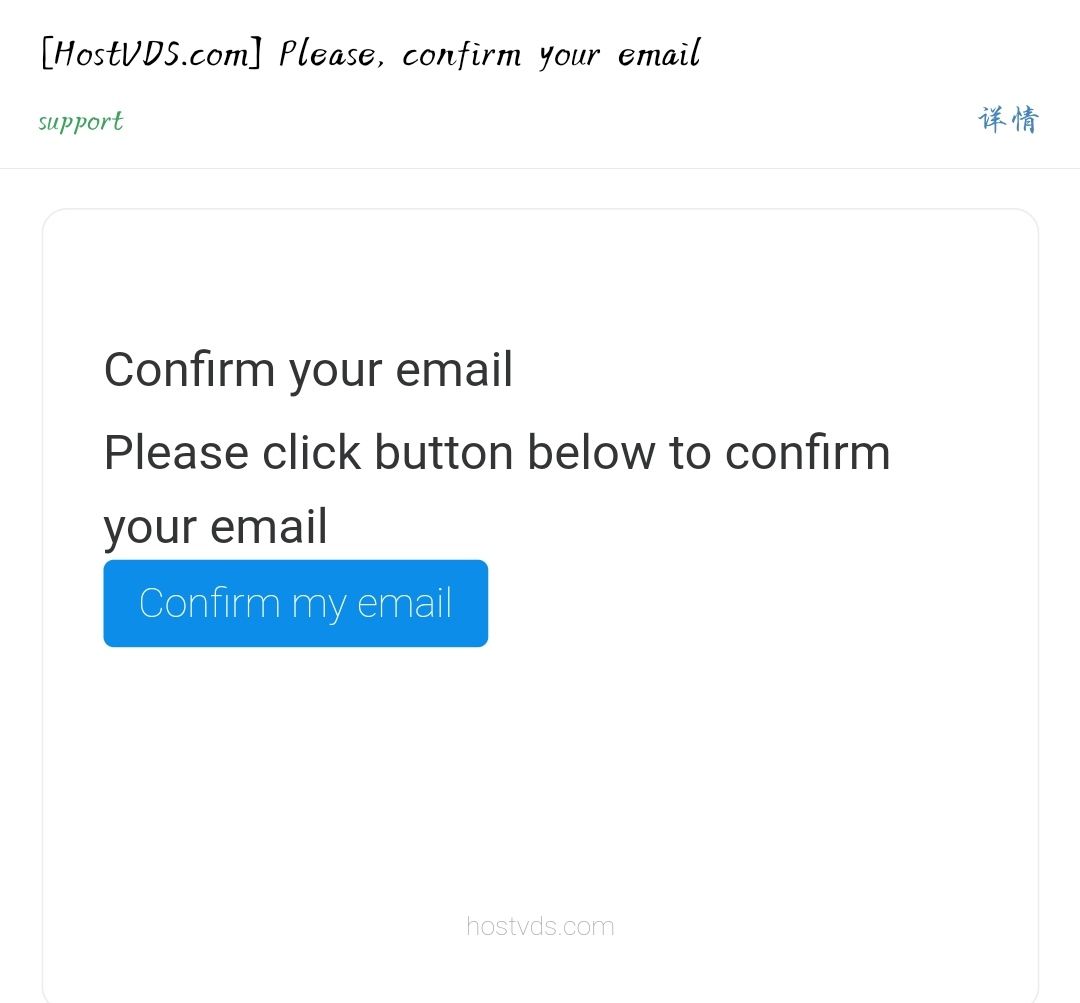 [HostVDS.com] Please, confirm your email
support
详情
Confirm your email
Please click button below to confirm
your email
Confirm my email
hostvds.com